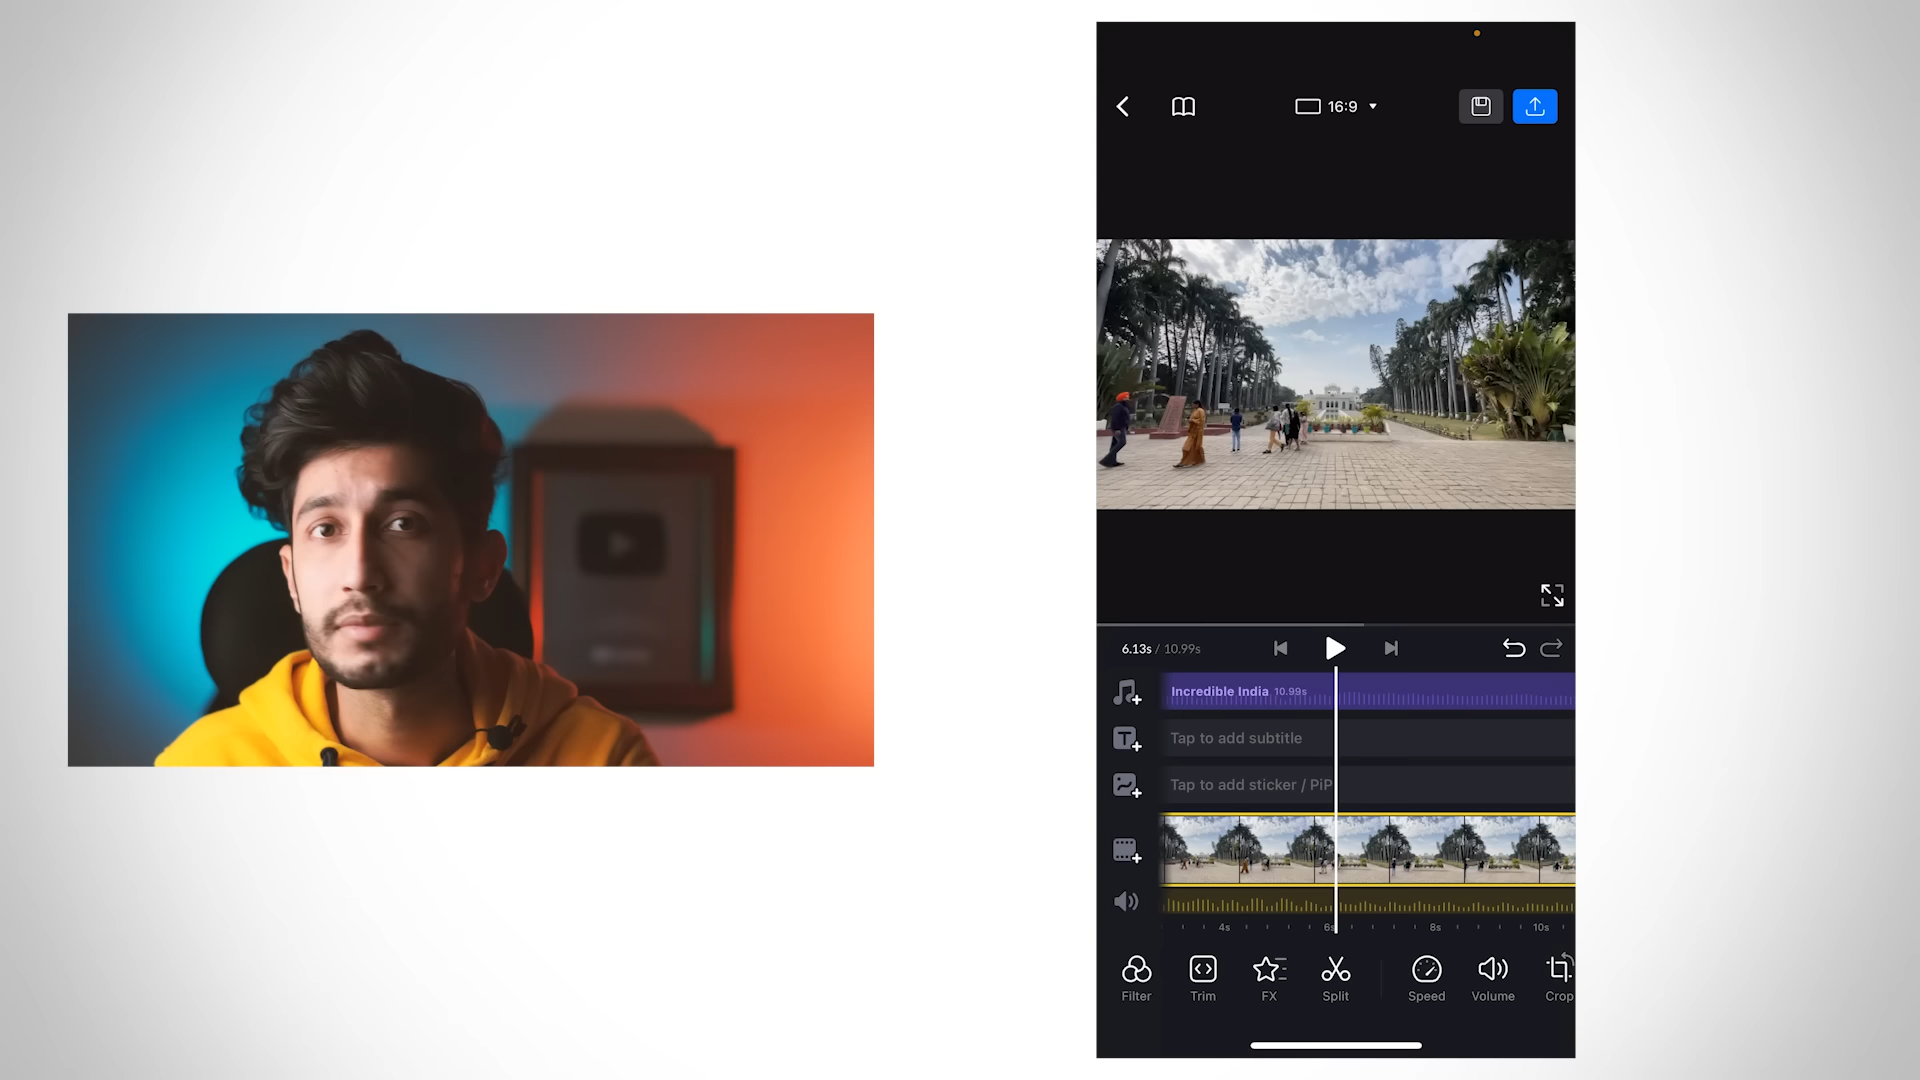 16:9
6.13s / 10.99s
Incredible India 10.99s
Tap to add subtitle
Tap to add sticker / PiP
4s 6s 8s 10s
Filter Trim FX Split Speed Volume Crop